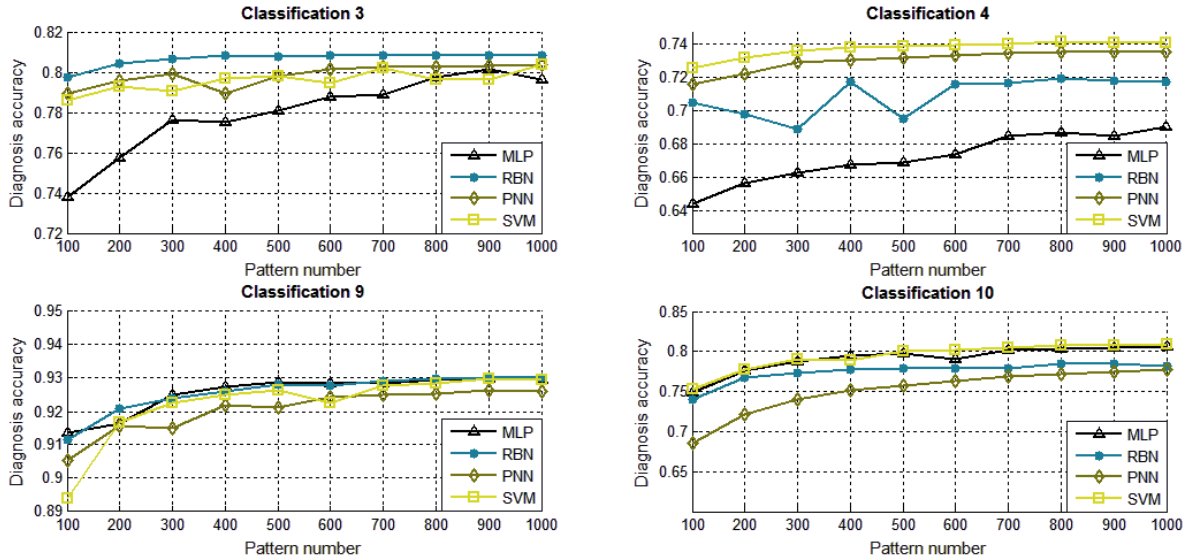 Classification 3
Diagnosis accuracy
0.82
0.8
0.78
0.76
0.74
0.72
100 200 300 400 500 600 700 800 900 1000
Pattern number
MLP
RBN
PNN
SVM
Classification 4
Diagnosis accuracy
0.74
0.72
0.7
0.68
0.66
0.64
100 200 300 400 500 600 700 800 900 1000
Pattern number
MLP
RBN
PNN
SVM
Classification 9
Diagnosis accuracy
0.95
0.94
0.93
0.92
0.91
0.9
0.89
100 200 300 400 500 600 700 800 900 1000
Pattern number
MLP
RBN
PNN
SVM
Classification 10
Diagnosis accuracy
0.85
0.8
0.75
0.7
0.65
100 200 300 400 500 600 700 800 900 1000
Pattern number
MLP
RBN
PNN
SVM